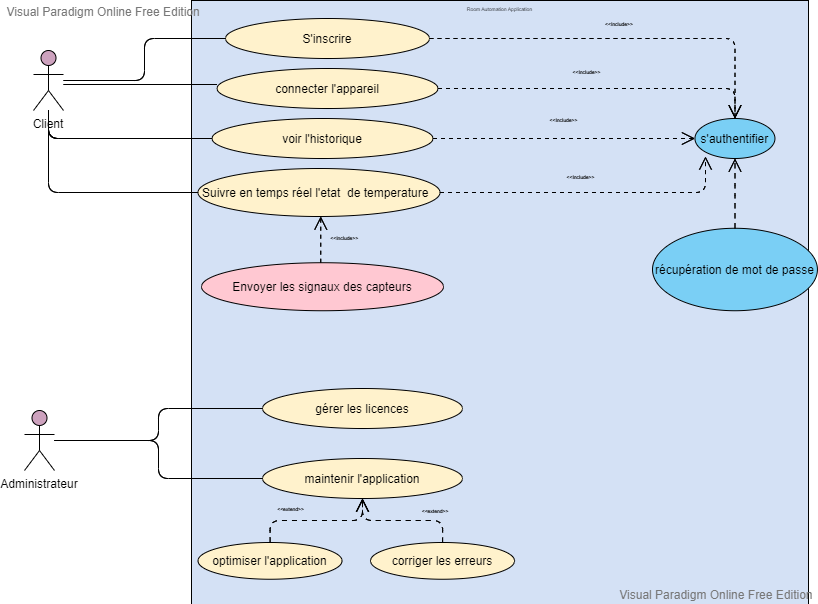 Visual Paradigm Online Free Edition
Room Automation Application
S'inscrire
<<Include>>
connecter l'appareil
<<Include>>
Client
voir l'historique
<<Include>>
s'authentifier
Suivre en temps réel l'etat de temperature
<<Include>>
<<Include>>
récupération de mot de passe
Envoyer les signaux des capteurs
gérer les licences
Administrateur
maintenir l'application
<<extend>>
<<extend>>
optimiser l'application
corriger les erreurs
Visual Paradigm Online Free Edition